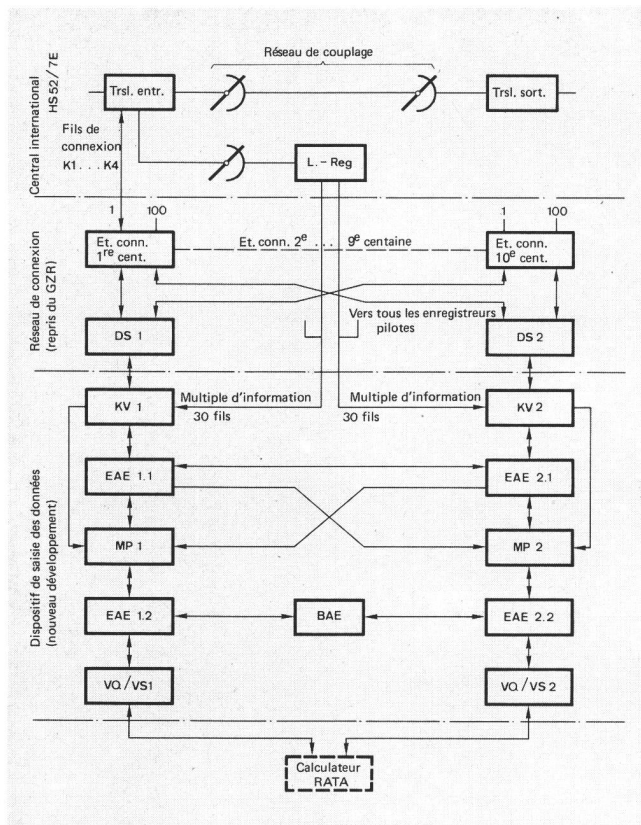 Réseau de couplage
Central international
HS 52/7E
Trsl. entr.
Trsl. sort.
Fils de
connexion
K1 . . . K4
L. - Reg
Réseau de connexion
(repris du GZR)
1 100
1 100
Et. conn.
1re cent.
Et. conn. 2e . . . 9e centaine
Et. conn.
10e cent.
Vers tous les enregistreurs
pilotes
DS 1
DS 2
Dispositif de saisie des données
(nouveau développement)
KV 1
Multiple d'information
30 fils
Multiple d'information
30 fils
KV 2
EAE 1.1
EAE 2.1
MP 1
MP 2
EAE 1.2
BAE
EAE 2.2
VQ/VS1
VQ/VS2
Calculateur
RATA